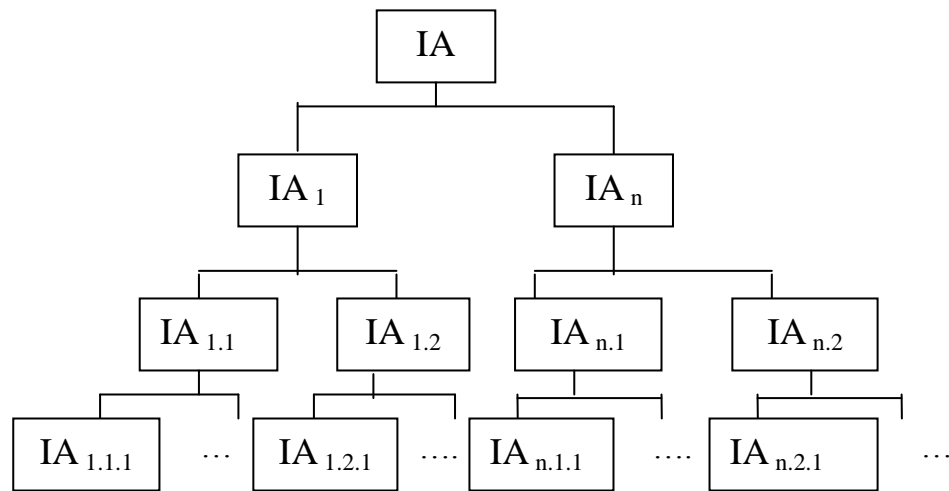 IA
IA 1 IA n
IA 1.1 IA 1.2 IA n.1 IA n.2
IA 1.1.1 … IA 1.2.1 …. IA n.1.1 …. IA n.2.1 …